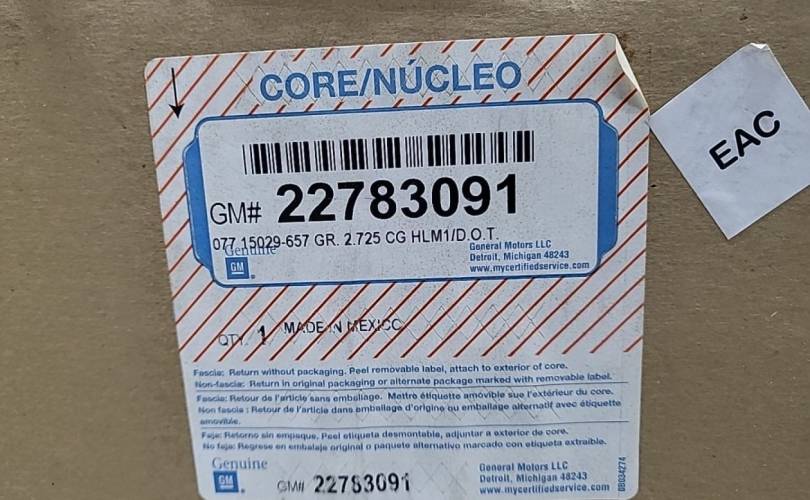 CORE/NÚCLEO
EAC
GM# 22783091
077 15029-657 GR. 2.725 CG HLM1/D.O.T.
Genuine
GM
General Motors LLC
Detroit, Michigan 48243
www.mycertifiedservice.com
QTY. 1 MADE IN MEXICO
Fascia: Return without packaging. Peel removable label, attach to exterior of core.
Non-fascia: Return in original packaging or alternate package marked with removable label.
Fascia: Retour de l'article sans emballage. Mettre étiquette amovible sue l'extérieur du core.
Non fascia : Retour de l'article dans emballage d'origine ou emballage alternatif avec étiquette
amovible.
Faja: Retorno sin empaque, Peel etiqueta desmontable, adjuntar a exterior de core.
No faja: Regrese en embalaje original o paquete alternativo marcado con etiqueta extraíble.
Genuine
GM
GM# 22783091
General Motors LLC
Detroit, Michigan 48243
www.mycertifiedservice.com